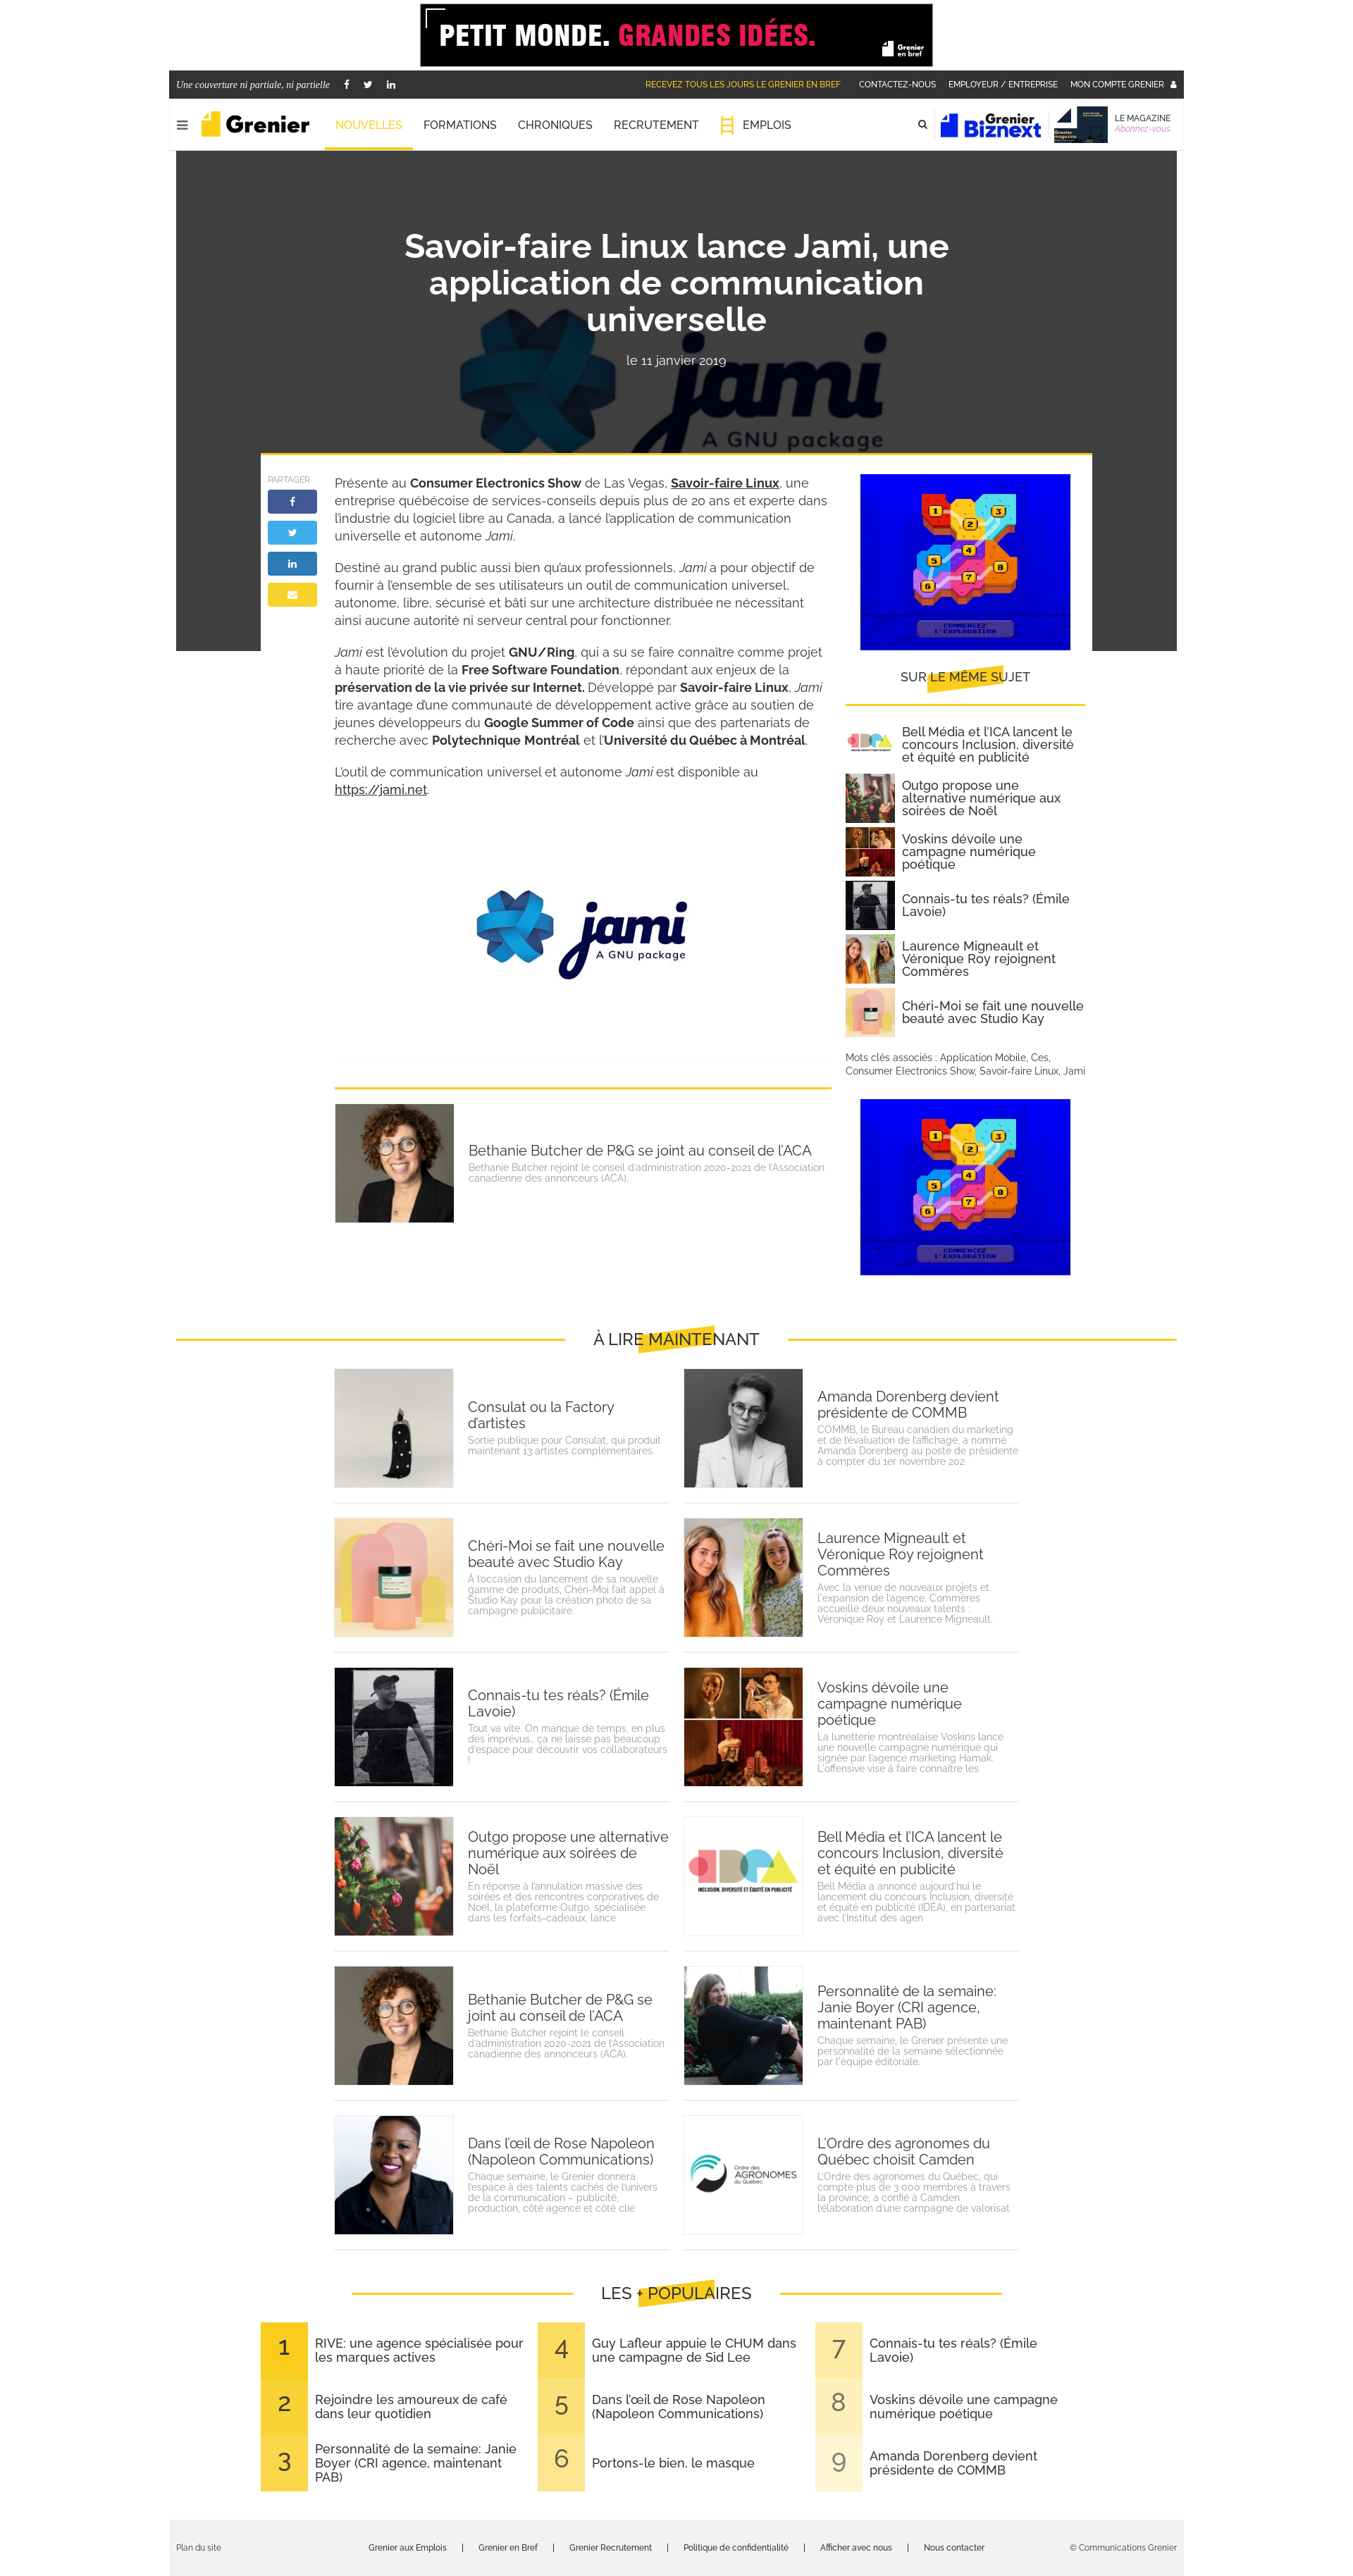 PETIT MONDE. GRANDES IDÉES.
Grenier
en bref
Une couverture ni partiale, ni partielle
RECEVEZ TOUS LES JOURS LE GRENIER EN BREF
CONTACTEZ-NOUS
EMPLOYEUR / ENTREPRISE
MON COMPTE GRENIER
Grenier
NOUVELLES
FORMATIONS
CHRONIQUES
RECRUTEMENT
EMPLOIS
Grenier
Biznext
LE MAGAZINE
Abonnez-vous
Savoir-faire Linux lance Jami, une
application de communication
universelle
le 11 janvier 2019
jami
A GNU package
PARTAGER
Présente au Consumer Electronics Show de Las Vegas, Savoir-faire Linux, une
entreprise québécoise de services-conseils depuis plus de 20 ans et experte dans
l’industrie du logiciel libre au Canada, a lancé l’application de communication
universelle et autonome Jami.
Destiné au grand public aussi bien qu’aux professionnels, Jami a pour objectif de
fournir à l’ensemble de ses utilisateurs un outil de communication universel,
autonome, libre, sécurisé et bâti sur une architecture distribuée ne nécessitant
ainsi aucune autorité ni serveur central pour fonctionner.
Jami est l’évolution du projet GNU/Ring, qui a su se faire connaître comme projet
à haute priorité de la Free Software Foundation, répondant aux enjeux de la
préservation de la vie privée sur Internet. Développé par Savoir-faire Linux, Jami
tire avantage d’une communauté de développement active grâce au soutien de
jeunes développeurs du Google Summer of Code ainsi que des partenariats de
recherche avec Polytechnique Montréal et l’Université du Québec à Montréal.
L’outil de communication universel et autonome Jami est disponible au
https://jami.net.
jami
A GNU package
Bethanie Butcher de P&G se joint au conseil de l’ACA
Bethanie Butcher rejoint le conseil d’administration 2020-2021 de l’Association
canadienne des annonceurs (ACA).
1
2
3
4
5
6
7
8
COMMENCEZ
L'EXPLORATION
SUR LE MÊME SUJET
Bell Média et l’ICA lancent le
concours Inclusion, diversité
et équité en publicité
Outgo propose une
alternative numérique aux
soirées de Noël
Voskins dévoile une
campagne numérique
poétique
Connais-tu tes réals? (Émile
Lavoie)
Laurence Migneault et
Véronique Roy rejoignent
Commères
Chéri-Moi se fait une nouvelle
beauté avec Studio Kay
Mots clés associés : Application Mobile, Ces,
Consumer Electronics Show, Savoir-faire Linux, Jami
1
2
3
4
5
6
7
8
COMMENCEZ
L'EXPLORATION
À LIRE MAINTENANT
Consulat ou la Factory
d’artistes
Sortie publique pour Consulat, qui produit
maintenant 13 artistes complémentaires.
Amanda Dorenberg devient
présidente de COMMB
COMMB, le Bureau canadien du marketing
et de l’évaluation de l’affichage, a nommé
Amanda Dorenberg au poste de présidente
à compter du 1er novembre 202
Chéri-Moi se fait une nouvelle
beauté avec Studio Kay
À l’occasion du lancement de sa nouvelle
gamme de produits, Chéri-Moi fait appel à
Studio Kay pour la création photo de sa
campagne publicitaire.
Laurence Migneault et
Véronique Roy rejoignent
Commères
Avec la venue de nouveaux projets et
l'expansion de l’agence, Commères
accueille deux nouveaux talents :
Véronique Roy et Laurence Migneault.
Connais-tu tes réals? (Émile
Lavoie)
Tout va vite. On manque de temps, en plus
des imprévus… ça ne laisse pas beaucoup
d’espace pour découvrir vos collaborateurs
!
Voskins dévoile une
campagne numérique
poétique
La lunetterie montréalaise Voskins lance
une nouvelle campagne numérique qui
signée par l’agence marketing Hamak.
L'offensive vise à faire connaître les
Outgo propose une alternative
numérique aux soirées de
Noël
En réponse à l’annulation massive des
soirées et des rencontres corporatives de
Noël, la plateforme Outgo, spécialisée
dans les forfaits-cadeaux, lance
INCLUSION, DIVERSITÉ ET ÉQUITÉ EN PUBLICITÉ
Bell Média et l’ICA lancent le
concours Inclusion, diversité
et équité en publicité
Bell Média a annoncé aujourd’hui le
lancement du concours Inclusion, diversité
et équité en publicité (IDÉA), en partenariat
avec l’Institut des agen
Bethanie Butcher de P&G se
joint au conseil de l’ACA
Bethanie Butcher rejoint le conseil
d’administration 2020-2021 de l’Association
canadienne des annonceurs (ACA).
Personnalité de la semaine:
Janie Boyer (CRI agence,
maintenant PAB)
Chaque semaine, le Grenier présente une
personnalité de la semaine sélectionnée
par l'équipe éditoriale.
Dans l’œil de Rose Napoleon
(Napoleon Communications)
Chaque semaine, le Grenier donnera
l’espace à des talents cachés de l’univers
de la communication – publicité,
production, côté agence et côté clie
Ordre des
AGRONOMES
du Québec
L’Ordre des agronomes du
Québec choisit Camden
L’Ordre des agronomes du Québec, qui
compte plus de 3 000 membres à travers
la province, a confié à Camden
l’élaboration d’une campagne de valorisat
LES + POPULAIRES
1
RIVE: une agence spécialisée pour
les marques actives
2
Rejoindre les amoureux de café
dans leur quotidien
3
Personnalité de la semaine: Janie
Boyer (CRI agence, maintenant
PAB)
4
Guy Lafleur appuie le CHUM dans
une campagne de Sid Lee
5
Dans l’œil de Rose Napoleon
(Napoleon Communications)
6
Portons-le bien, le masque
7
Connais-tu tes réals? (Émile
Lavoie)
8
Voskins dévoile une campagne
numérique poétique
9
Amanda Dorenberg devient
présidente de COMMB
Plan du site
Grenier aux Emplois
Grenier en Bref
Grenier Recrutement
Politique de confidentialité
Afficher avec nous
Nous contacter
© Communications Grenier